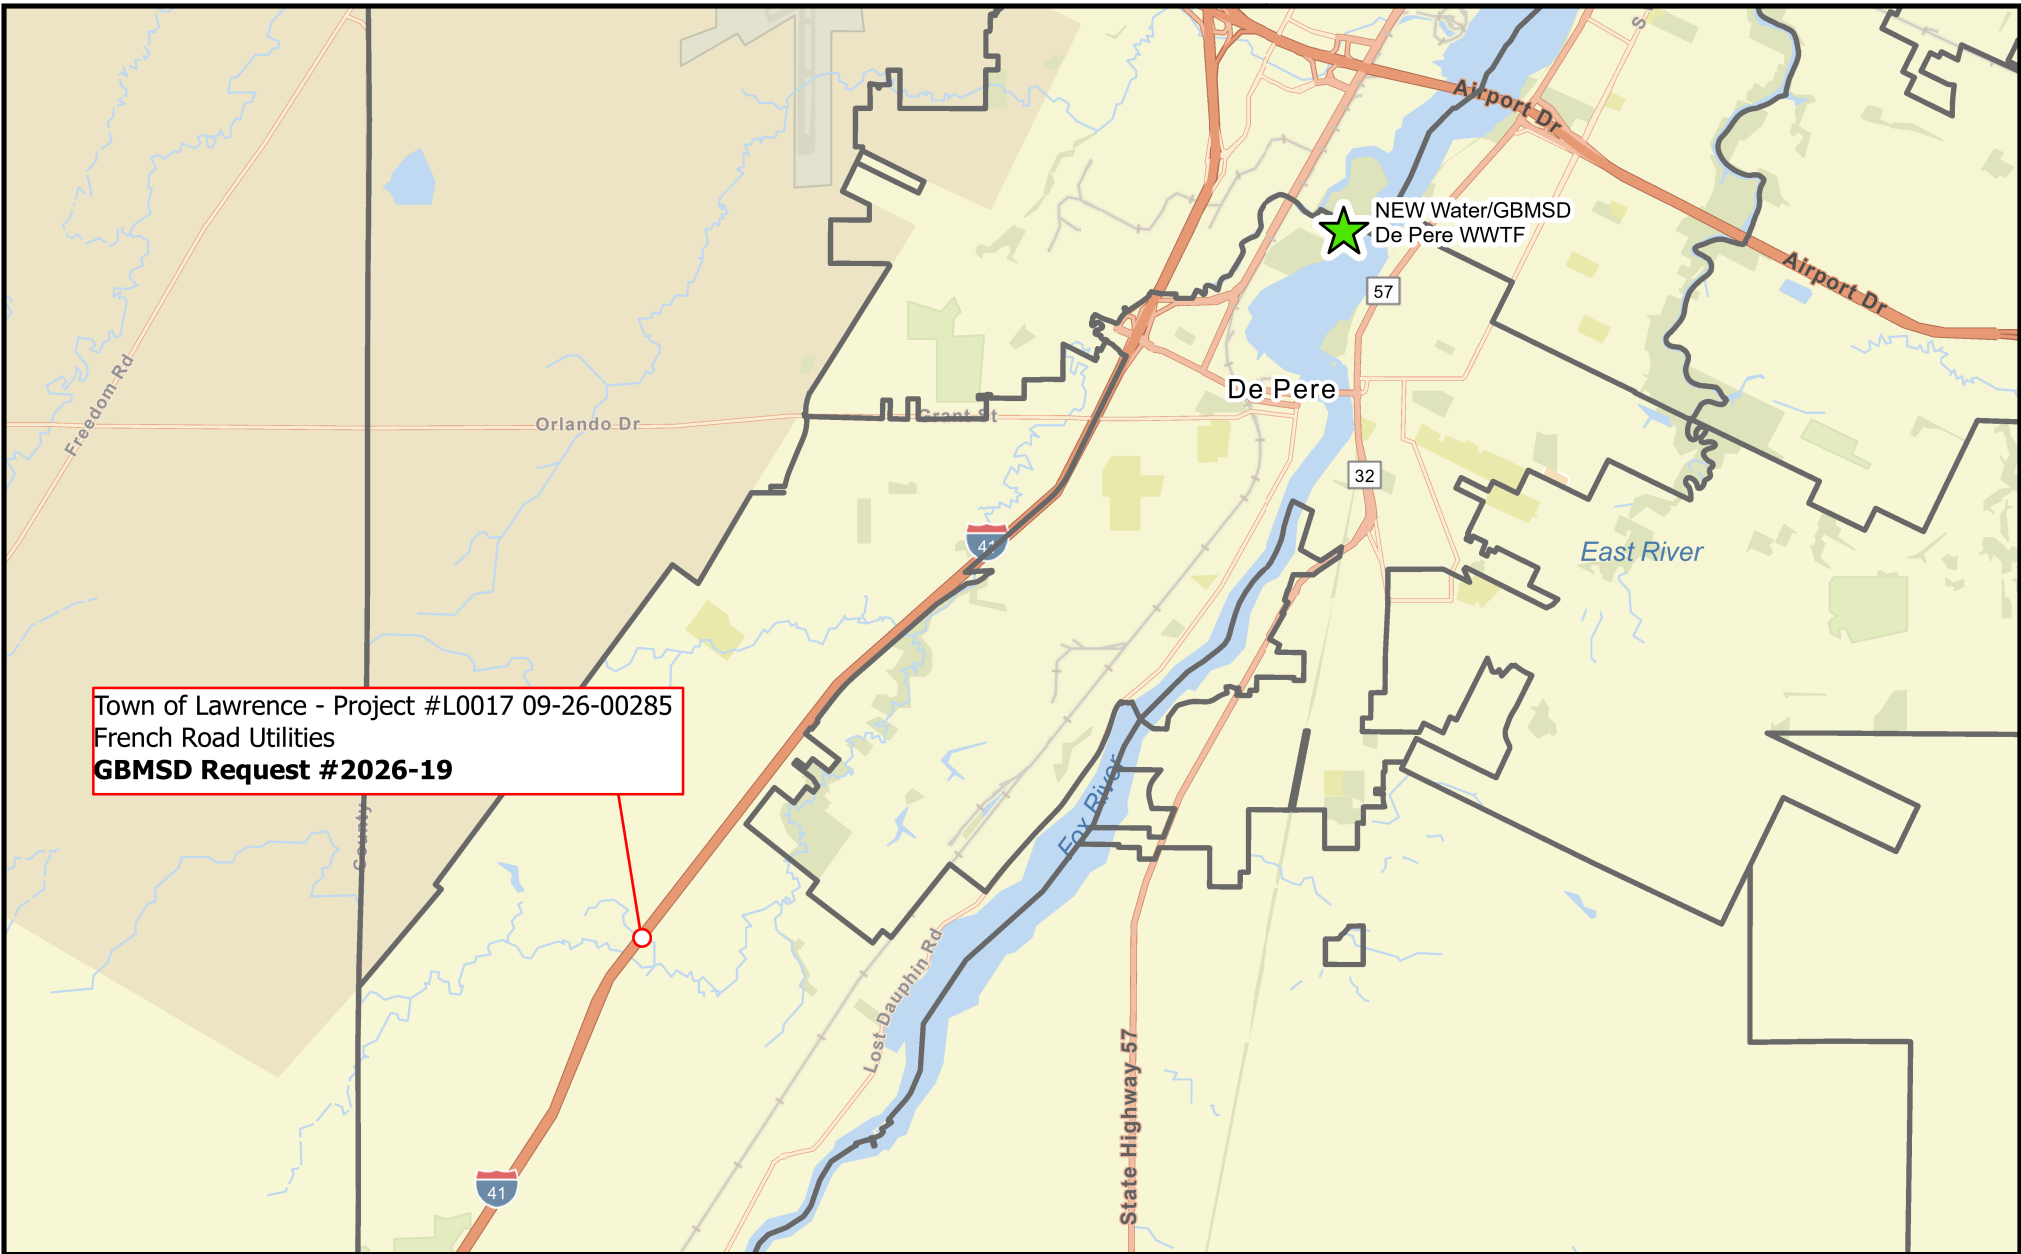 S
Airport Dr
NEW Water/GBMSD
De Pere WWTF
57
Airport Dr
Freedom Rd
De Pere
Orlando Dr
Grant St
32
41
East River
Town of Lawrence - Project #L0017 09-26-00285
French Road Utilities
GBMSD Request #2026-19
County
Fox River
Lost Dauphin Rd
State Highway 57
41